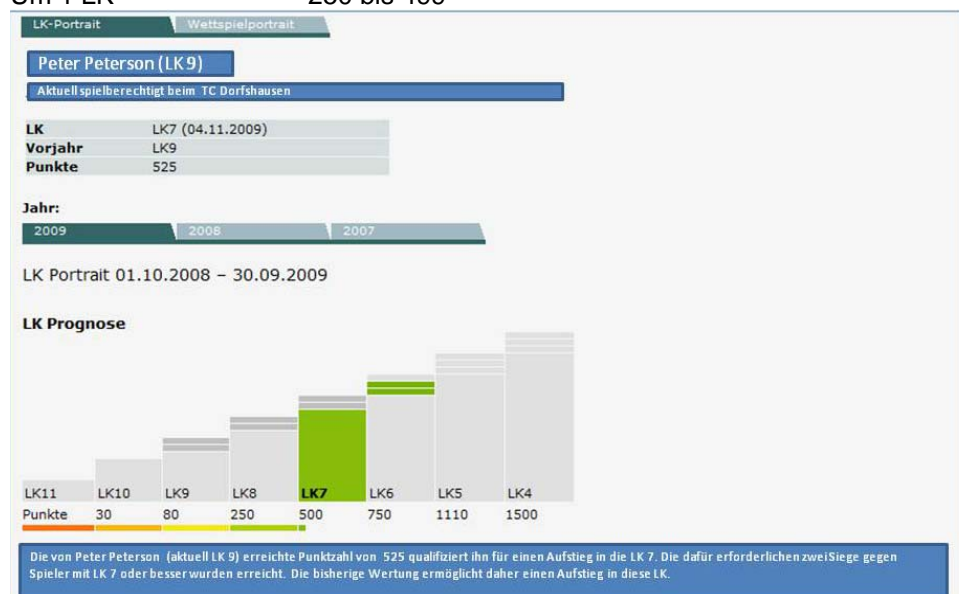 LK-Portrait Wettspielportrait
Peter Peterson (LK 9)
Aktuell spielberechtigt beim TC Dorfshausen
LK LK7 (04.11.2009)
Vorjahr LK9
Punkte 525
Jahr:
2009 2008 2007
LK Portrait 01.10.2008 – 30.09.2009
LK Prognose
LK11 LK10 LK9 LK8 LK7 LK6 LK5 LK4
Punkte 30 80 250 500 750 1110 1500
Die von Peter Peterson (aktuell LK 9) erreichte Punktzahl von 525 qualifiziert ihn für einen Aufstieg in die LK 7. Die dafür erforderlichen zwei Siege gegen
Spieler mit LK 7 oder besser wurden erreicht. Die bisherige Wertung ermöglicht daher einen Aufstieg in diese LK.